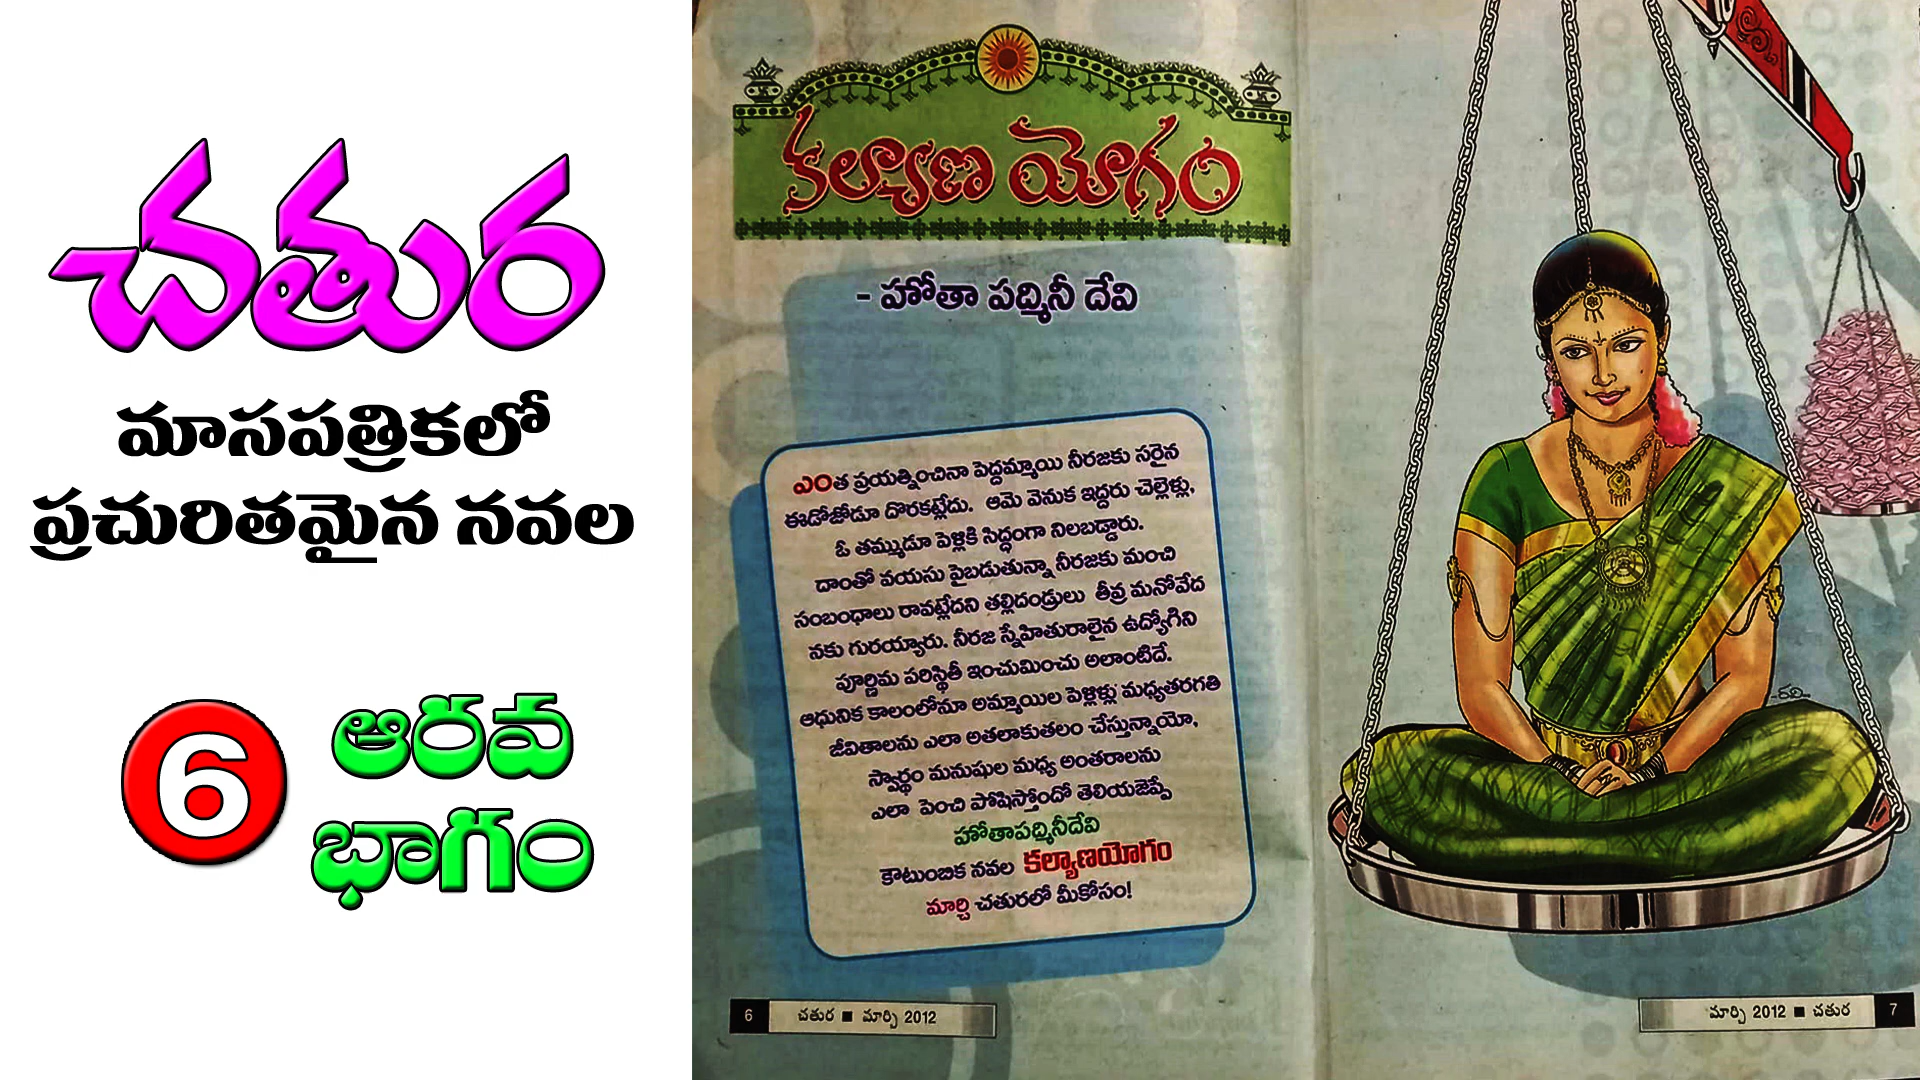 చతుర
మాసపత్రికలో
ప్రచురితమైన నవల
6
ఆరవ
భాగం
కల్యాణ యోగం
- హోతా పద్మినీ దేవి
ఎంత ప్రయత్నించినా పెద్దమ్మాయి నీరజకు సరైన
ఈడోజోడూ దొరకట్లేదు. ఆమె వెనుక ఇద్దరు చెల్లెళ్లు,
ఓ తమ్ముడూ పెళ్లికి సిద్ధంగా నిలబడ్డారు.
దాంతో వయసు పైబడుతున్నా నీరజకు మంచి
సంబంధాలు రావట్లేదని తల్లిదండ్రులు తీవ్ర మనోవేద
నకు గురయ్యారు. నీరజ స్నేహితురాలైన ఉద్యోగిని
పూర్ణిమ పరిస్థితీ ఇంచుమించు అలాంటిదే.
ఆధునిక కాలంలోనూ అమ్మాయిల పెళ్లిళ్లు మధ్యతరగతి
జీవితాలను ఎలా అతలాకుతలం చేస్తున్నాయో,
స్వార్థం మనుషుల మధ్య అంతరాలను
ఎలా పెంచి పోషిస్తోందో తెలియజెప్పే
హోతాపద్మినీదేవి
కౌటుంబిక నవల కల్యాణయోగం
మార్చి చతురలో మీకోసం!
రవి
6 చతుర ■ మార్చి 2012
మార్చి 2012 ■ చతుర 7